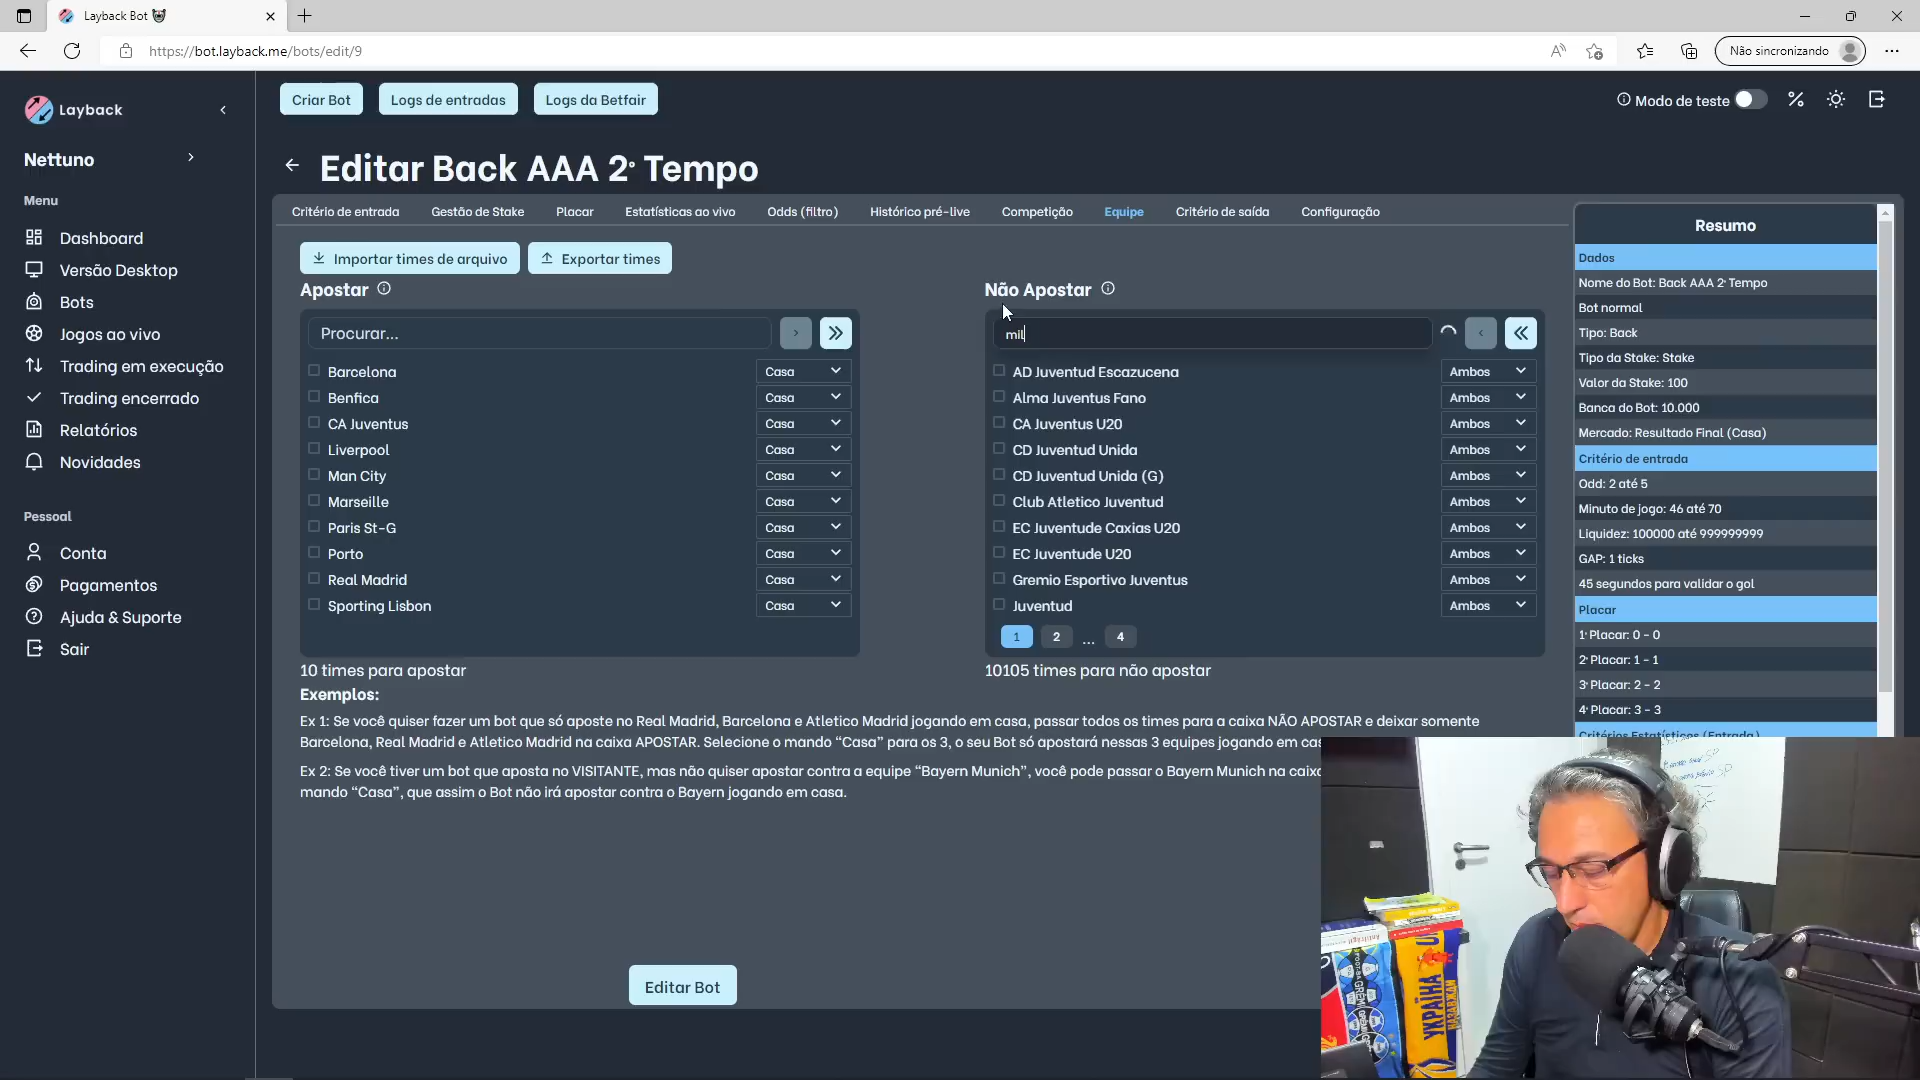 Layback Bot
https://bot.layback.me/bots/edit/9
Não sincronizando
Layback
Criar Bot
Logs de entradas
Logs da Betfair
Modo de teste
Nettuno
Menu
Dashboard
Versão Desktop
Bots
Jogos ao vivo
Trading em execução
Trading encerrado
Relatórios
Novidades
Pessoal
Conta
Pagamentos
Ajuda & Suporte
Sair
Editar Back AAA 2° Tempo
Critério de entrada
Gestão de Stake
Placar
Estatísticas ao vivo
Odds (filtro)
Histórico pré-live
Competição
Equipe
Critério de saída
Configuração
Importar times de arquivo
Exportar times
Apostar
Procurar...
Barcelona Casa
Benfica Casa
CA Juventus Casa
Liverpool Casa
Man City Casa
Marseille Casa
Paris St-G Casa
Porto Casa
Real Madrid Casa
Sporting Lisbon Casa
10 times para apostar
Não Apostar
mil
AD Juventud Escazucena Ambos
Alma Juventus Fano Ambos
CA Juventus U20 Ambos
CD Juventud Unida Ambos
CD Juventud Unida (G) Ambos
Club Atletico Juventud Ambos
EC Juventude Caxias U20 Ambos
EC Juventude U20 Ambos
Gremio Esportivo Juventus Ambos
Juventud Ambos
1 2 ... 4
10105 times para não apostar
Exemplos:
Ex 1: Se você quiser fazer um bot que só aposte no Real Madrid, Barcelona e Atletico Madrid jogando em casa, passar todos os times para a caixa NÃO APOSTAR e deixar somente
Barcelona, Real Madrid e Atletico Madrid na caixa APOSTAR. Selecione o mando “Casa” para os 3, o seu Bot só apostará nessas 3 equipes jogando em cas
Ex 2: Se você tiver um bot que aposta no VISITANTE, mas não quiser apostar contra a equipe “Bayern Munich”, você pode passar o Bayern Munich na caixa
mando “Casa”, que assim o Bot não irá apostar contra o Bayern jogando em casa.
Editar Bot
Resumo
Dados
Nome do Bot: Back AAA 2° Tempo
Bot normal
Tipo: Back
Tipo da Stake: Stake
Valor da Stake: 100
Banca do Bot: 10.000
Mercado: Resultado Final (Casa)
Critério de entrada
Odd: 2 até 5
Minuto de jogo: 46 até 70
Liquidez: 100000 até 999999999
GAP: 1 ticks
45 segundos para validar o gol
Placar
1° Placar: 0 - 0
2° Placar: 1 - 1
3° Placar: 2 - 2
4° Placar: 3 - 3
Critérios Estatísticos (Entrada)
УКРАЇНА
НАЗАВЖДИ